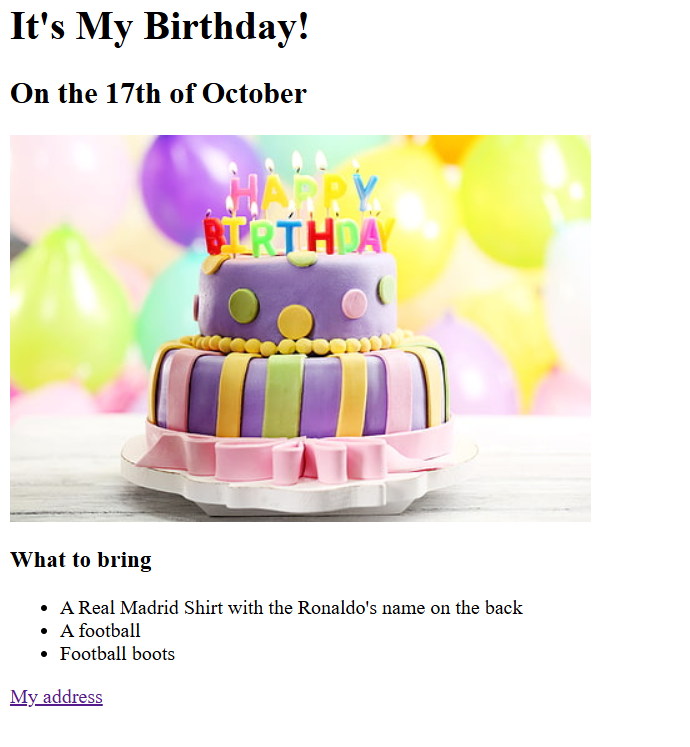 It's My Birthday!
On the 17th of October
HAPPY
BIRTHDAY
What to bring
A Real Madrid Shirt with the Ronaldo's name on the back
A football
Football boots
My address